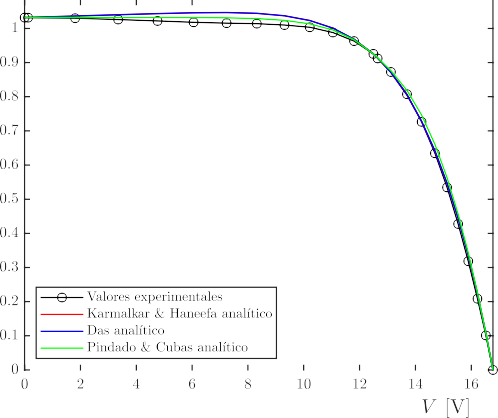 1
0.9
0.8
0.7
0.6
0.5
0.4
0.3
0.2
0.1
0
Valores experimentales
Karmalkar & Haneefa analítico
Das analítico
Pindado & Cubas analítico
0 2 4 6 8 10 12 14 16
V [V]